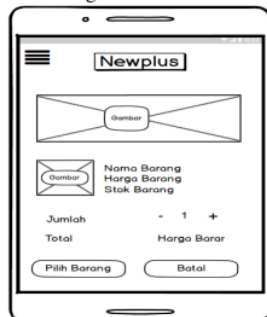 Newplus
Gambar
Gambar
Nama Barang
Harga Barang
Stok Barang
Jumlah - 1 +
Total Harga Barar
Pilih Barang Batal